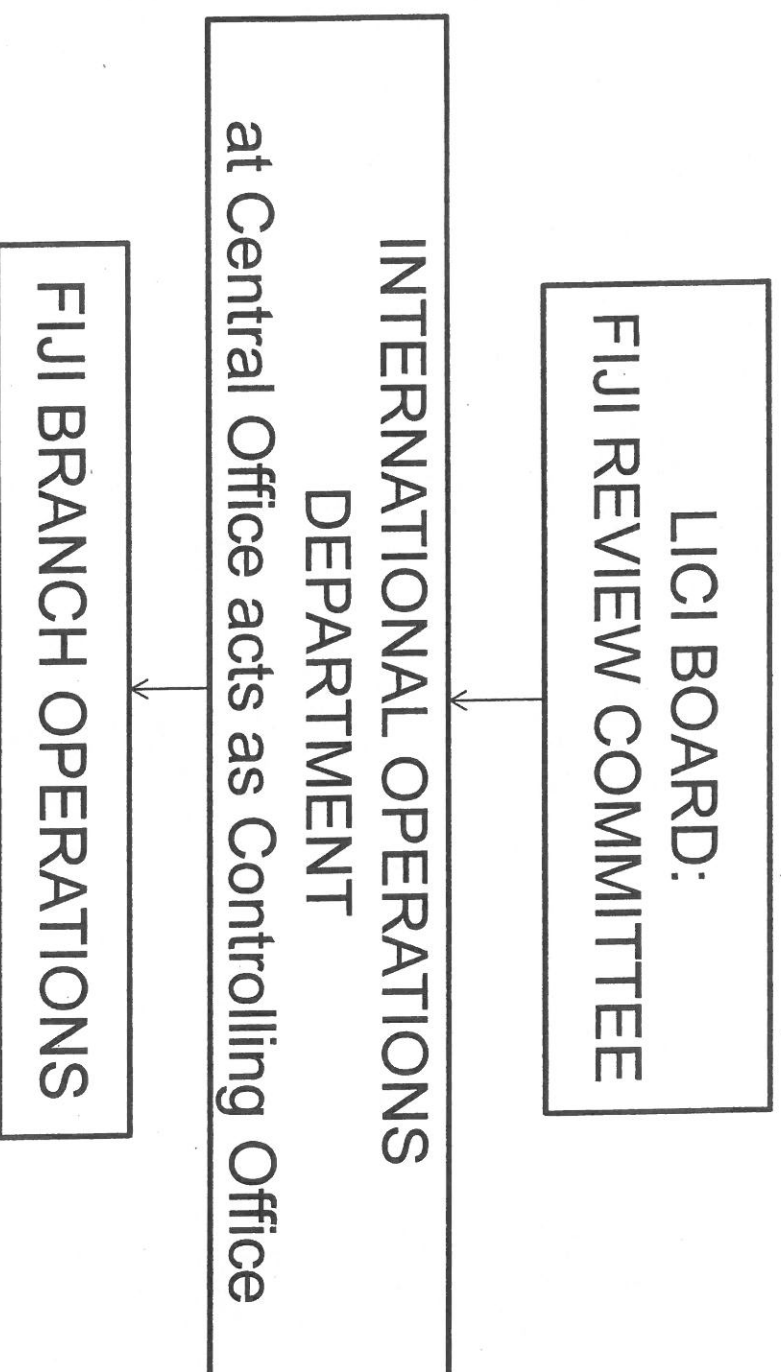 LICI BOARD:
FIJI REVIEW COMMITTEE
INTERNATIONAL OPERATIONS
DEPARTMENT
at Central Office acts as Controlling Office
FIJI BRANCH OPERATIONS